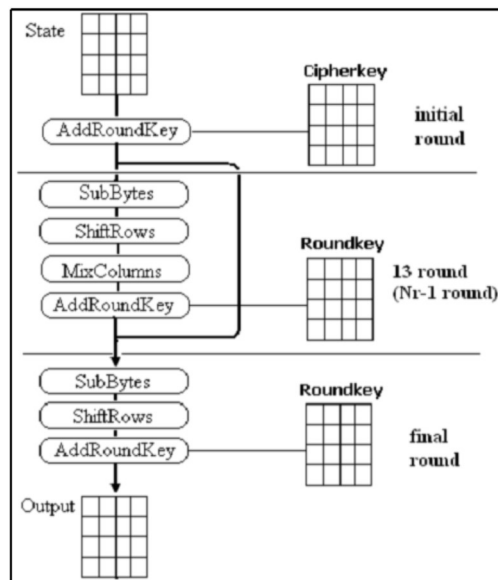 State
Cipherkey
AddRoundKey
initial
round
SubBytes
ShiftRows
MixColumns
AddRoundKey
Roundkey
13 round
(Nr-1 round)
SubBytes
ShiftRows
AddRoundKey
Roundkey
final
round
Output